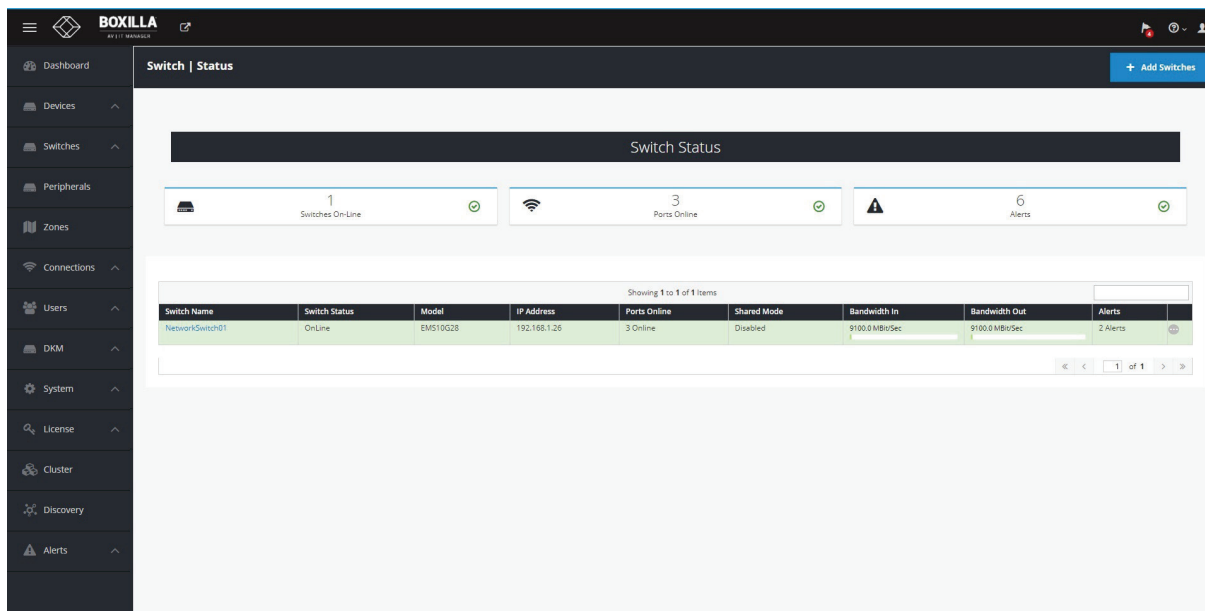 BOXILLA
AV | IT MANAGER
4
Dashboard
Devices
Switches
Peripherals
Zones
Connections
Users
DKM
System
License
Cluster
Discovery
Alerts
Switch | Status
+ Add Switches
Switch Status
1
Switches On-Line
3
Ports Online
6
Alerts
Showing 1 to 1 of 1 Items
Switch Name Switch Status Model IP Address Ports Online Shared Mode Bandwidth In Bandwidth Out Alerts
NetworkSwitch01 OnLine EMS10G28 192.168.1.26 3 Online Disabled 9100.0 MBit/Sec 9100.0 MBit/Sec 2 Alerts
« < 1 of 1 > »